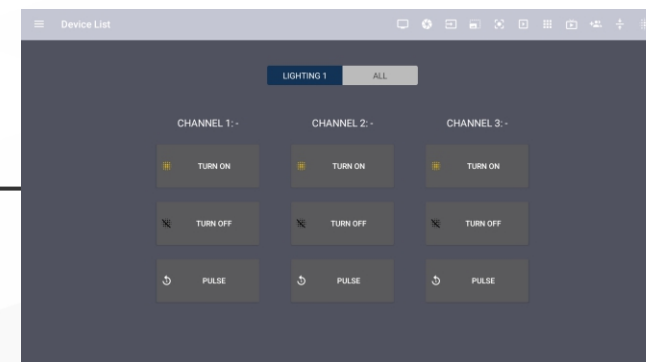 Device List
LIGHTING 1 ALL
CHANNEL 1: - CHANNEL 2: - CHANNEL 3: -
TURN ON TURN ON TURN ON
TURN OFF TURN OFF TURN OFF
PULSE PULSE PULSE